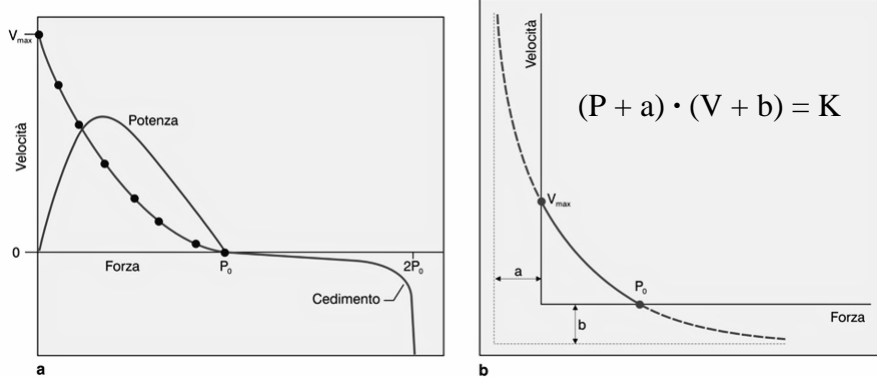 Vmax
Velocità
Potenza
0
Forza
P0
2P0
Cedimento
a
Velocità
(P + a) · (V + b) = K
Vmax
a
P0
b
Forza
b